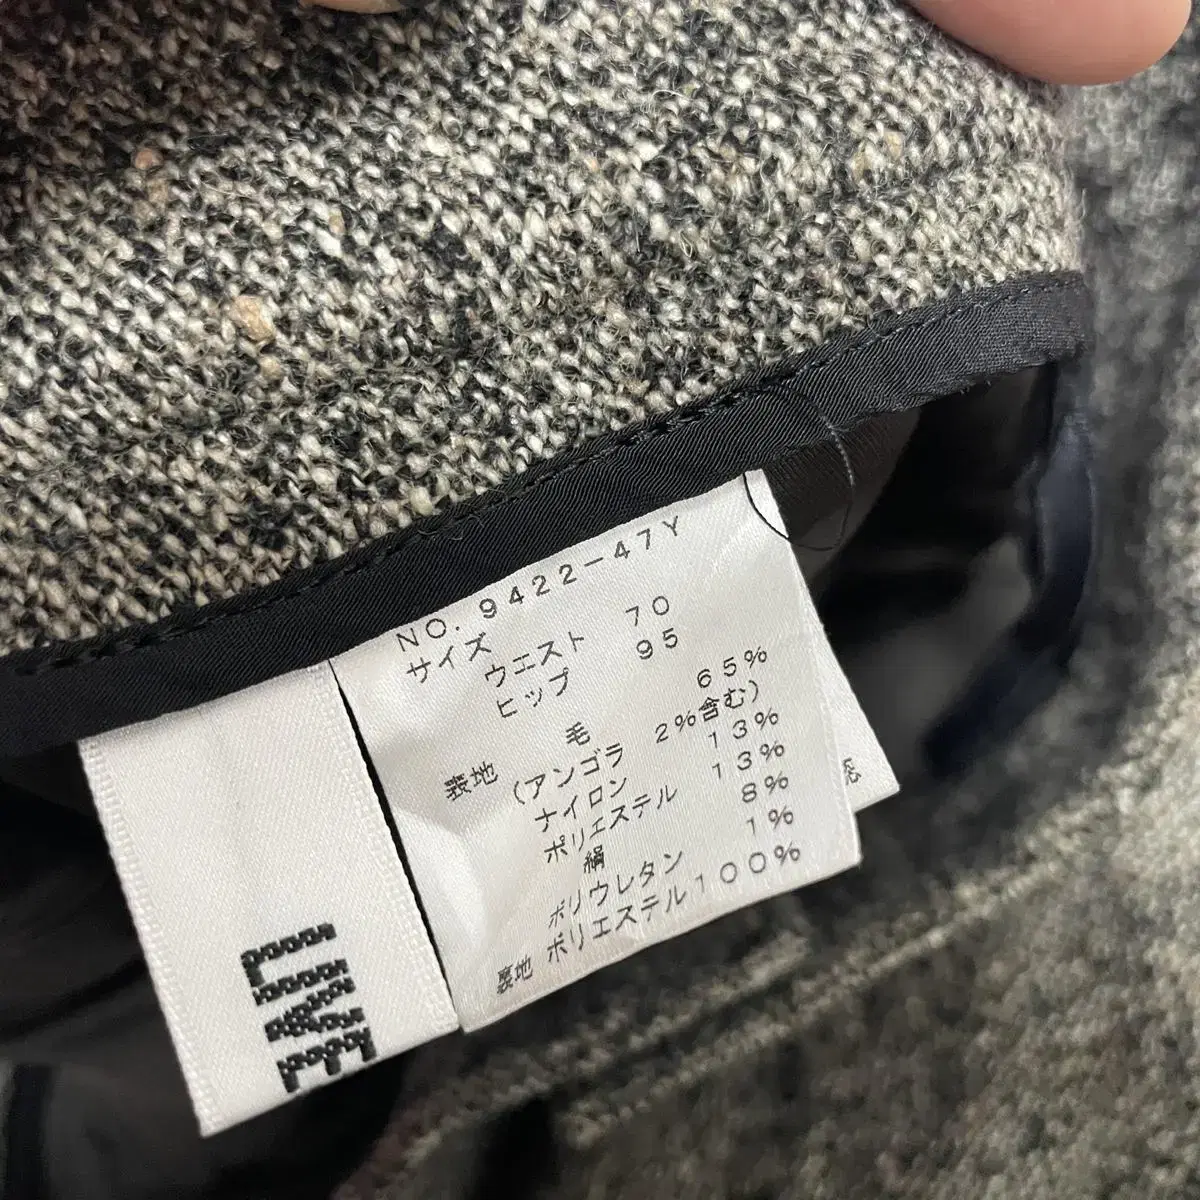 NO. 9422-47Y
サイズ
ウエスト 70
ヒップ 95
表地 毛 65%
(アンゴラ 2%含む)
ナイロン 13%
ポリエステル 13%
絹 8%
ポリウレタン 1%
裏地 ポリエステル100%
LIVE